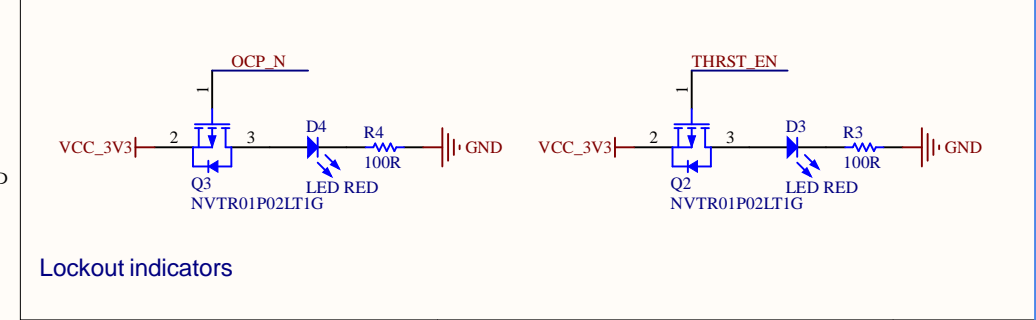 OCP_N
THRST_EN
1
1
VCC_3V3
2
3
D4
R4
100R
GND
VCC_3V3
2
3
D3
R3
100R
GND
D
Q3
LED RED
NVTR01P02LT1G
Q2
LED RED
NVTR01P02LT1G
Lockout indicators